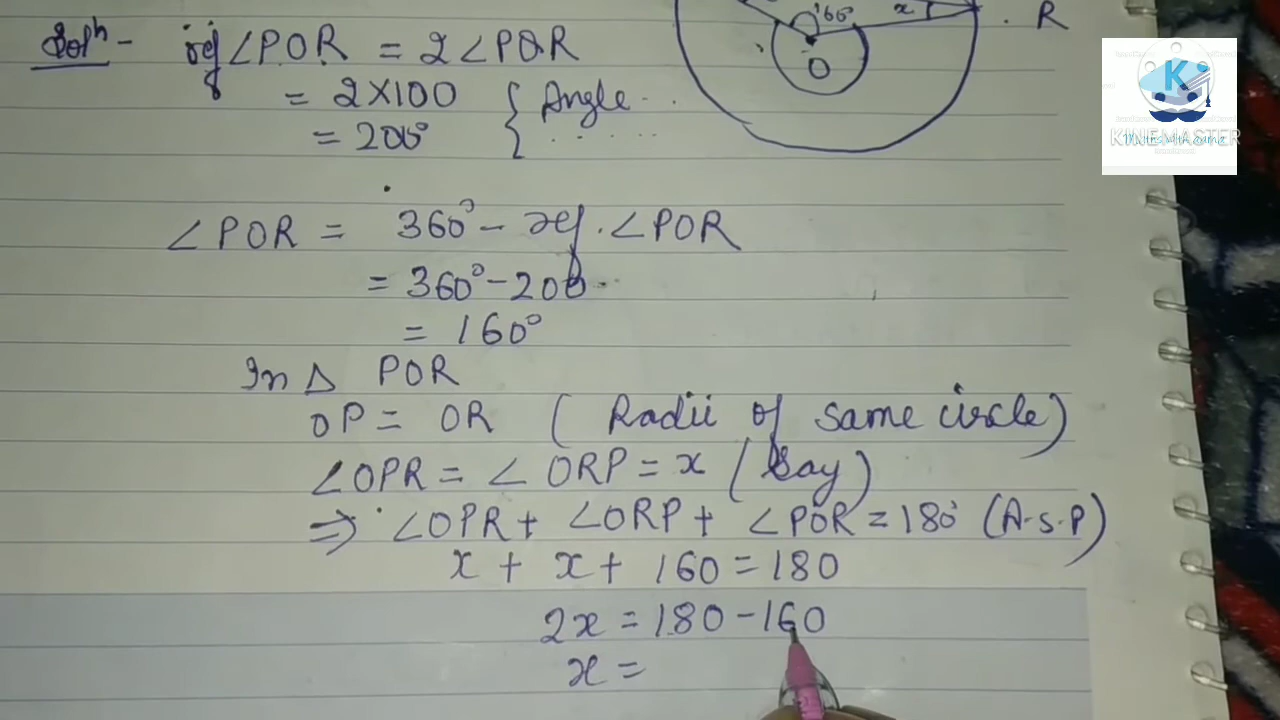 Soln - ref ∠POR = 2∠PQR
= 2×100 { Angle
= 200°
160° x R
O
∠POR = 360° - ref. ∠POR
= 360° - 200
= 160°
In Δ POR
OP = OR ( Radii of same circle)
∠OPR = ∠ORP = x (Say)
⇒ ∠OPR + ∠ORP + ∠POR = 180° (A.S.P)
x + x + 160 = 180
2x = 180 - 160
x =
K
KINEMASTER